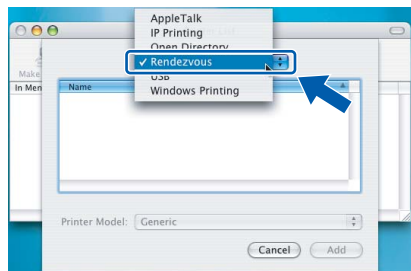 AppleTalk
IP Printing
Open Directory
✓ Rendezvous
USB
Windows Printing
Make
In Men
Name
Printer Model: Generic
Cancel Add